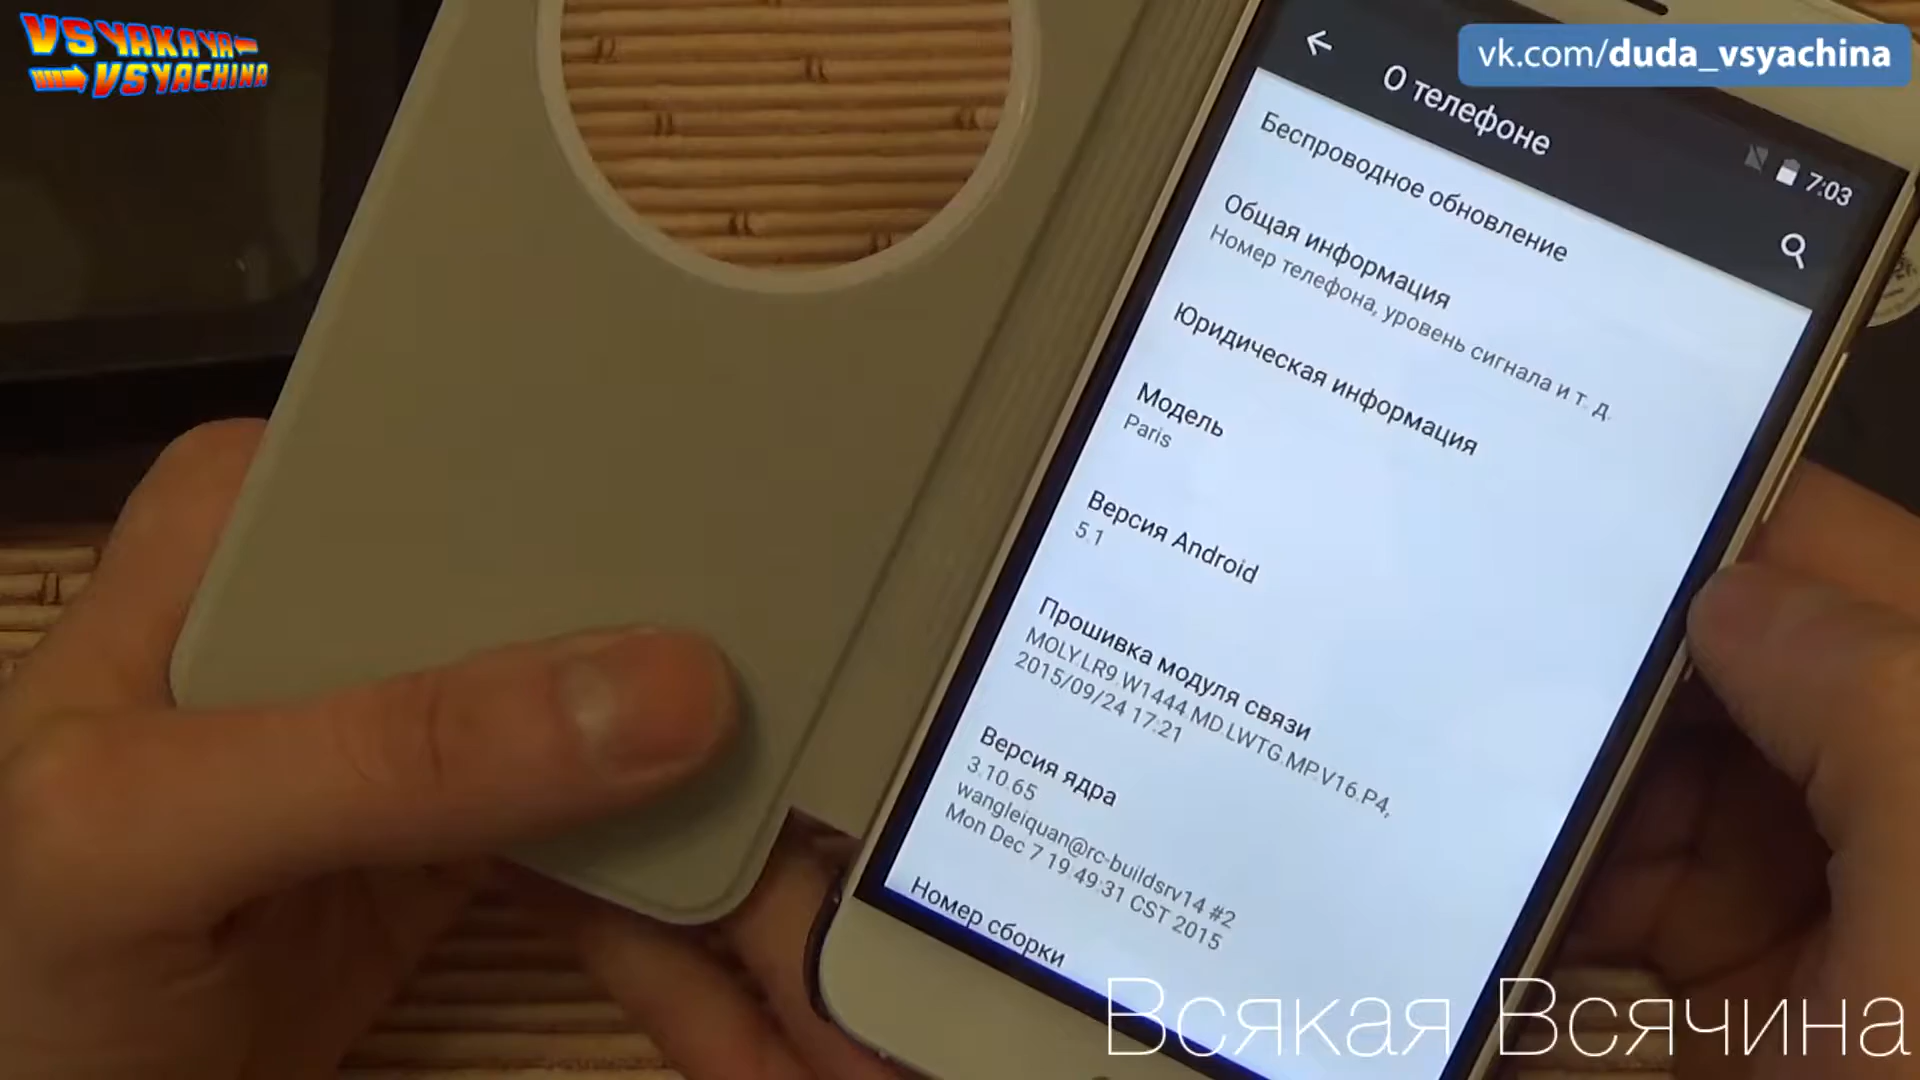 VSYAKAYA
VSYACHINA
vk.com/duda_vsyachina
7:03
О телефоне
Беспроводное обновление
Общая информация
Номер телефона, уровень сигнала и т. д.
Юридическая информация
Модель
Paris
Версия Android
5.1
Прошивка модуля связи
MOLY.LR9.W1444.MD.LWTG.MP.V16.P4,
2015/09/24 17:21
Версия ядра
3.10.65
wangleiquan@rc-buildsrv14 #2
Mon Dec 7 19:49:31 CST 2015
Номер сборки
Всякая Всячина